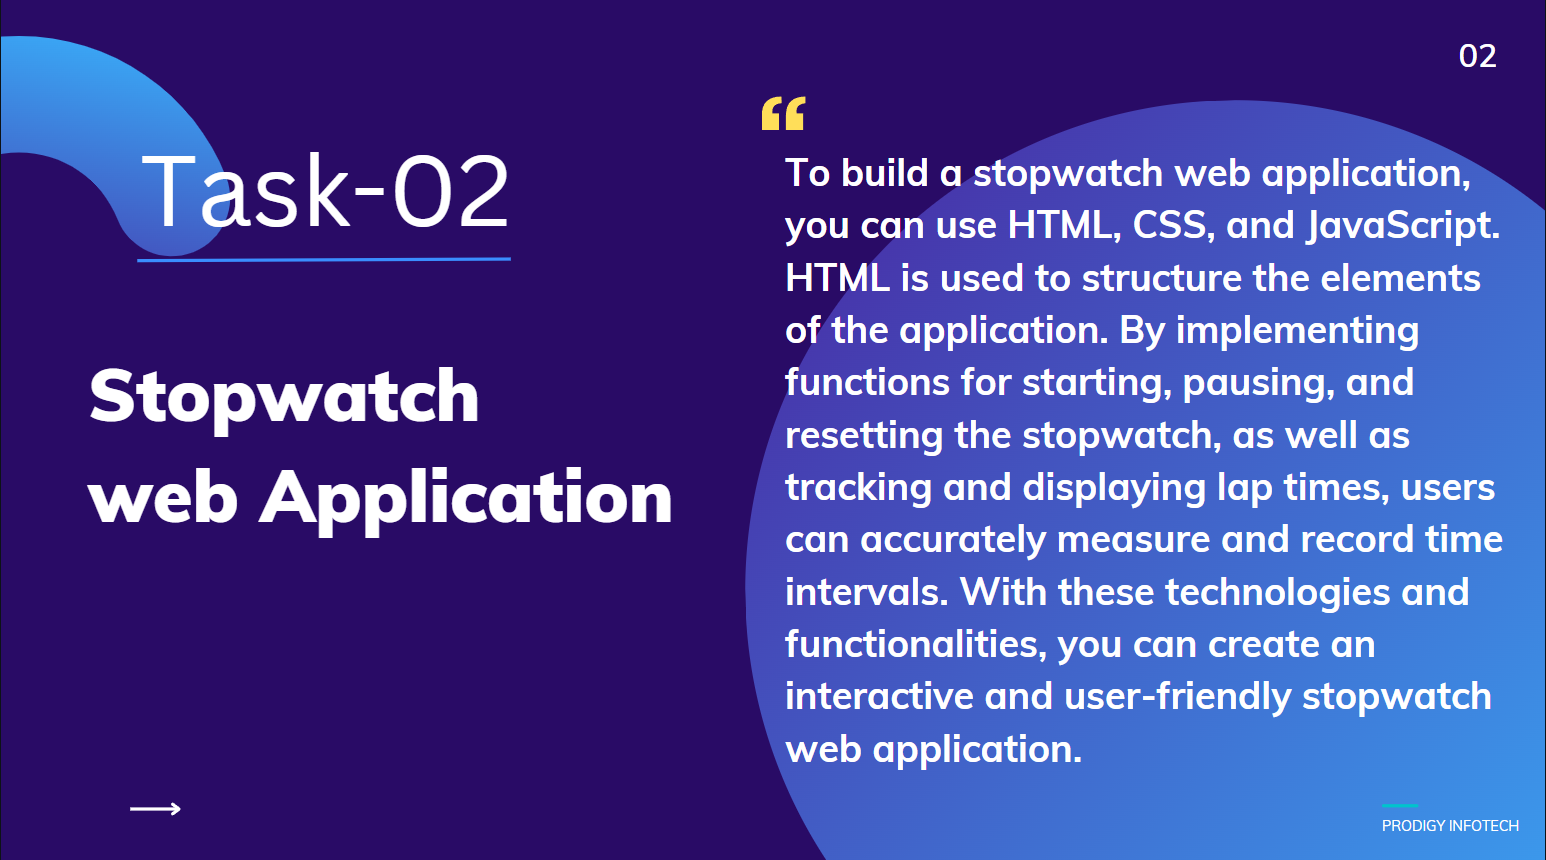 02
Task-02
Stopwatch
web Application
“
To build a stopwatch web application,
you can use HTML, CSS, and JavaScript.
HTML is used to structure the elements
of the application. By implementing
functions for starting, pausing, and
resetting the stopwatch, as well as
tracking and displaying lap times, users
can accurately measure and record time
intervals. With these technologies and
functionalities, you can create an
interactive and user-friendly stopwatch
web application.
PRODIGY INFOTECH